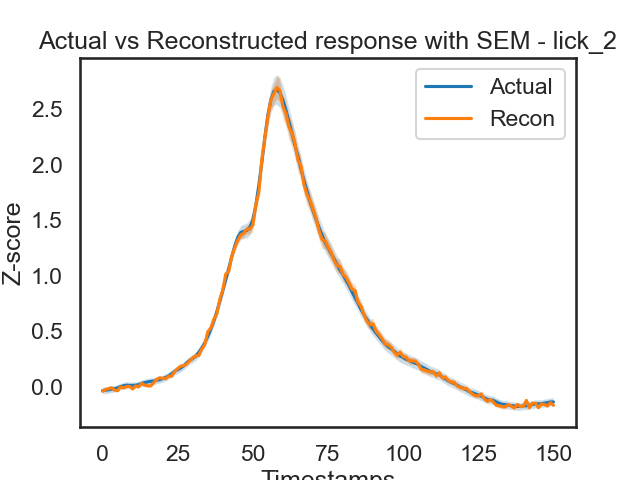 Actual vs Reconstructed response with SEM - lick_2
Actual
Recon
Z-score
2.5
2.0
1.5
1.0
0.5
0.0
0 25 50 75 100 125 150
Timestamps